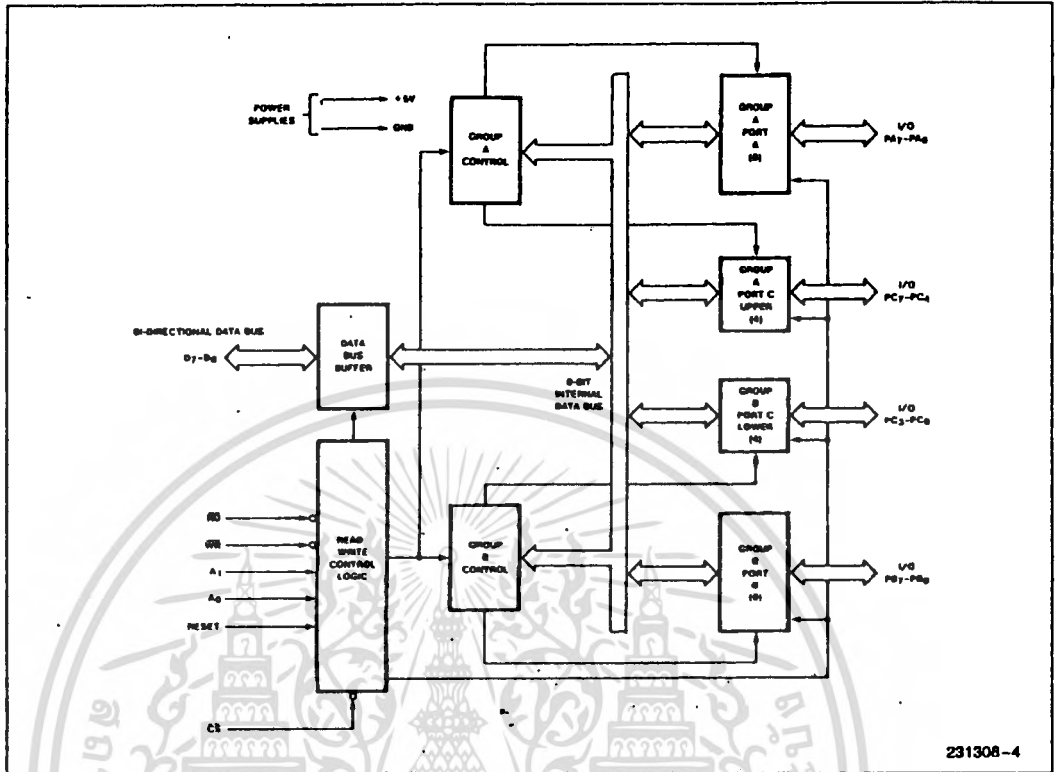 POWER
SUPPLIES
+5V
GND
GROUP
A
CONTROL
GROUP
A
PORT
A
(8)
I/O
PA7-PA0
GROUP
A
PORT C
UPPER
(4)
I/O
PC7-PC4
BI-DIRECTIONAL DATA BUS
D7-D0
DATA
BUS
BUFFER
8-BIT
INTERNAL
DATA BUS
GROUP
B
PORT C
LOWER
(4)
I/O
PC3-PC0
RD
WR
A1
A0
RESET
READ
WRITE
CONTROL
LOGIC
GROUP
B
CONTROL
GROUP
B
PORT
B
(8)
I/O
PB7-PB0
CS
231308-4